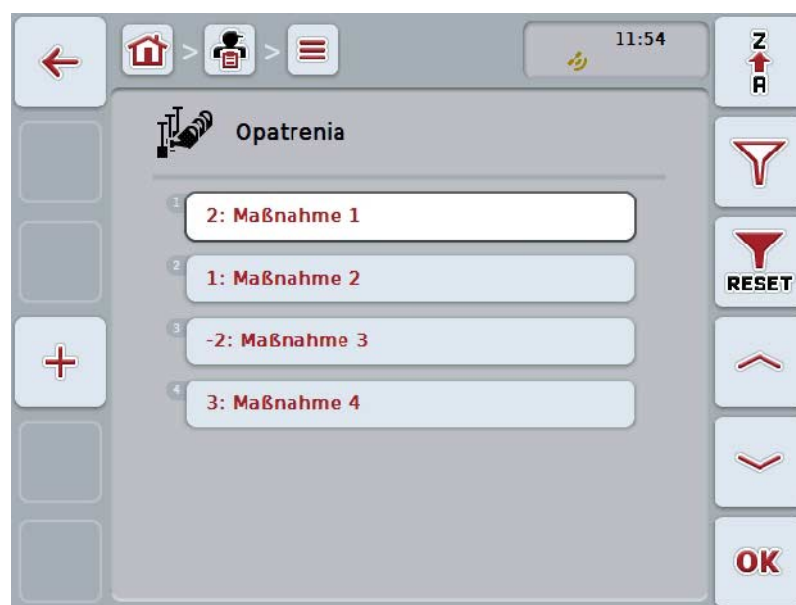 11:54
Z
A
Opatrenia
1
2: Maßnahme 1
2
1: Maßnahme 2
RESET
3
-2: Maßnahme 3
4
3: Maßnahme 4
OK